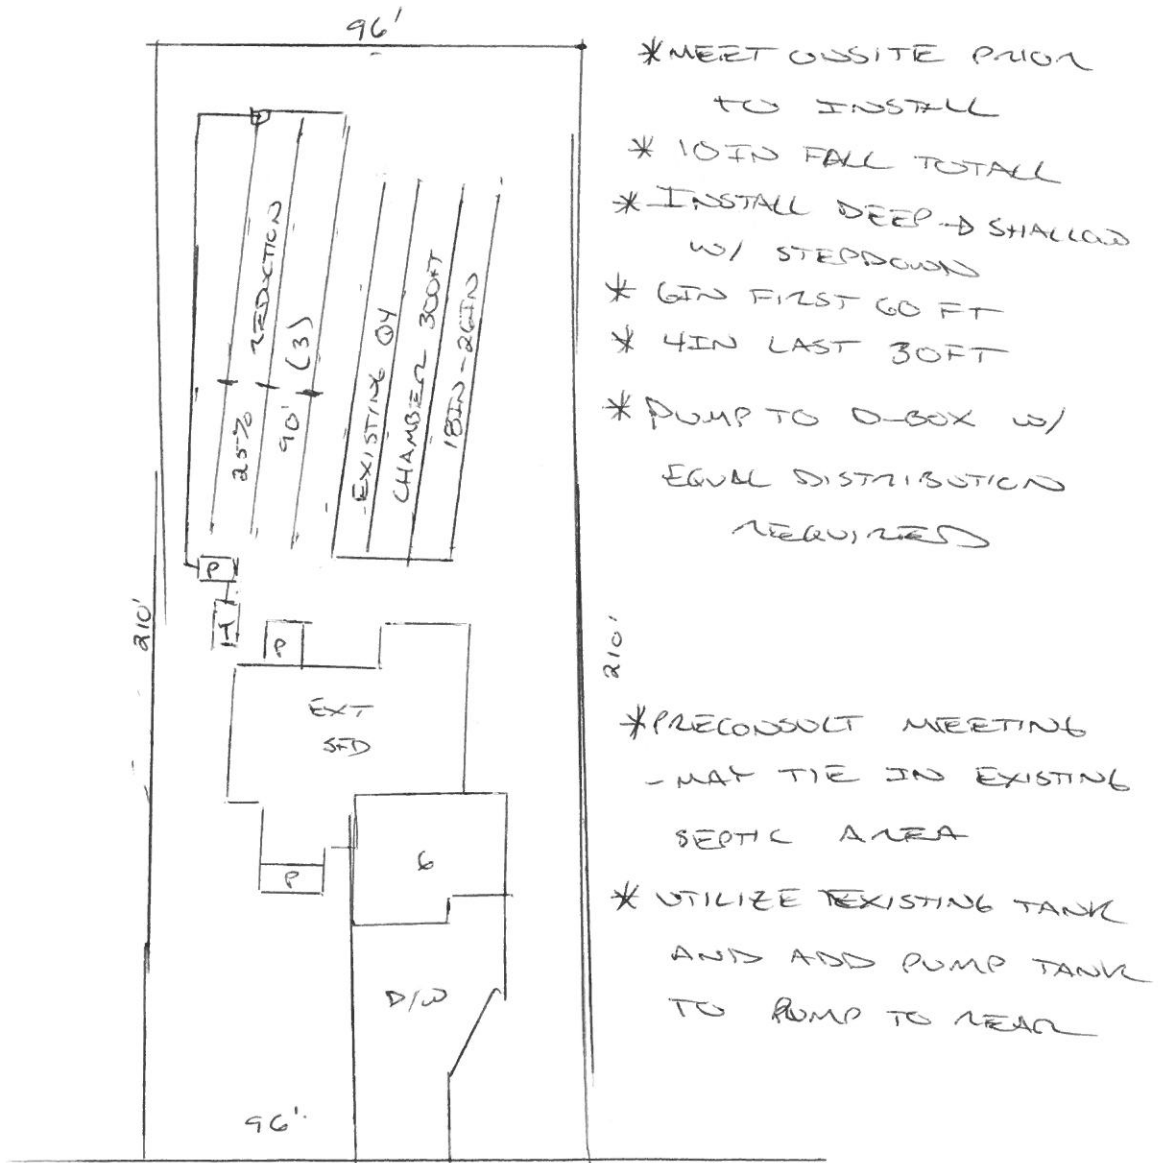 96'
*MEET ONSITE PRIOR
TO INSTALL
* 10IN FALL TOTALL
* INSTALL DEEP→SHALLOW
W/ STEPDOWN
* 6IN FIRST 60 FT
* 4IN LAST 30FT
* PUMP TO D-BOX W/
EQUAL DISTRIBUTION
REQUIRED
25% REDUCTION
90' (3)
EXISTING Q4
CHAMBER 300FT
18IN-26IN
P
T
P
210'
210'
EXT
SFD
*PRECONSULT MEETING
- MAY TIE IN EXISTING
SEPTIC AREA
G
P
* UTILIZE EXISTING TANK
AND ADD PUMP TANK
TO PUMP TO REAR
D/W
96'